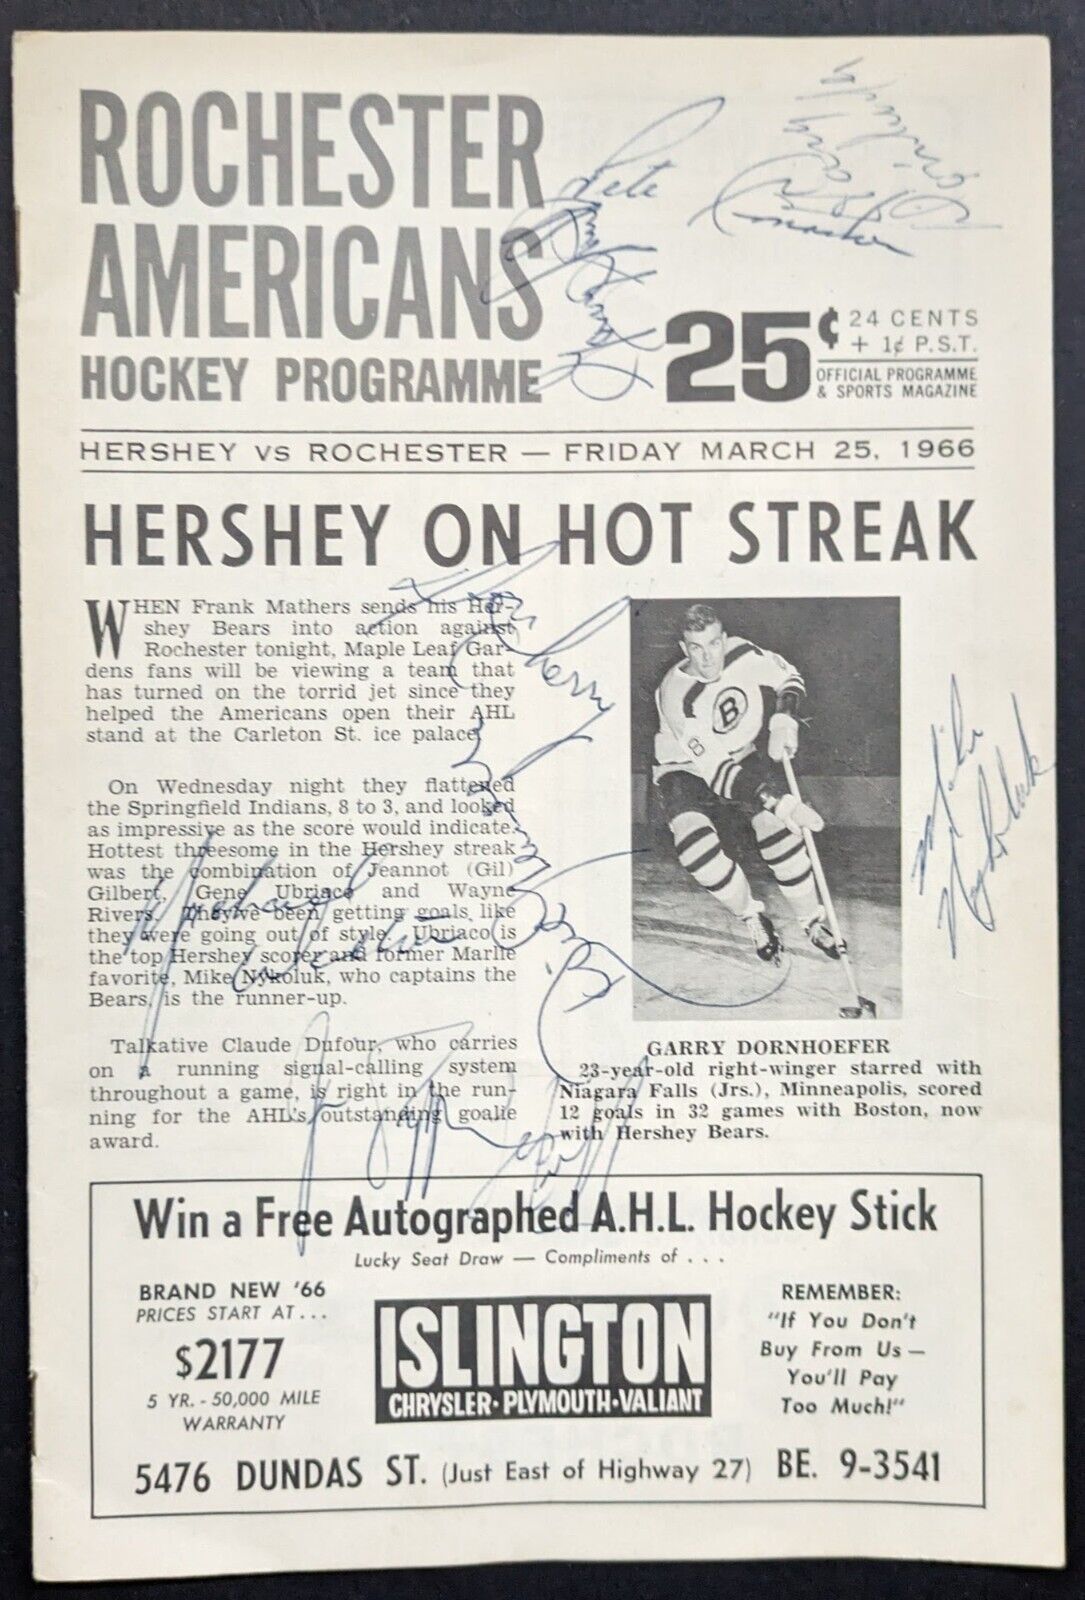 ROCHESTER
AMERICANS
HOCKEY PROGRAMME
Pete
25¢
24 CENTS
+ 1¢ P.S.T.
OFFICIAL PROGRAMME
& SPORTS MAGAZINE
HERSHEY VS ROCHESTER — FRIDAY MARCH 25, 1966
HERSHEY ON HOT STREAK
WHEN Frank Mathers sends his Her-
shey Bears into action against
Rochester tonight, Maple Leaf Gar-
dens fans will be viewing a team that
has turned on the torrid jet since they
helped the Americans open their AHL
stand at the Carleton St. ice palace.
On Wednesday night they flattened
the Springfield Indians, 8 to 3, and looked
as impressive as the score would indicate.
Hottest threesome in the Hershey streak
was the combination of Jeannot (Gil)
Gilbert, Gene Ubriaco and Wayne
Rivers. They've been getting goals like
they were going out of style. Ubriaco is
the top Hershey scorer and former Marlie
favorite, Mike Nykoluk, who captains the
Bears, is the runner-up.
Talkative Claude Dufour, who carries
on a running signal-calling system
throughout a game, is right in the run-
ning for the AHL's outstanding goalie
award.
Don Cherry
B
8
Mike
Nykoluk
GARRY DORNHOEFER
23-year-old right-winger starred with
Niagara Falls (Jrs.), Minneapolis, scored
12 goals in 32 games with Boston, now
with Hershey Bears.
Win a Free Autographed A.H.L. Hockey Stick
Lucky Seat Draw — Compliments of . . .
BRAND NEW '66
PRICES START AT . . .
$2177
5 YR. - 50,000 MILE
WARRANTY
ISLINGTON
CHRYSLER·PLYMOUTH·VALIANT
REMEMBER:
"If You Don't
Buy From Us —
You'll Pay
Too Much!"
5476 DUNDAS ST. (Just East of Highway 27) BE. 9-3541